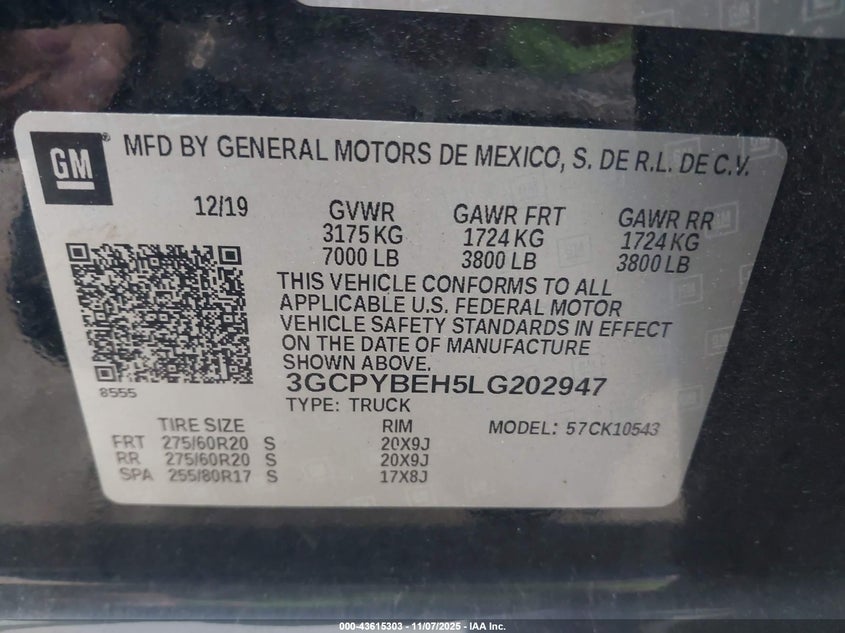 GM
MFD BY GENERAL MOTORS DE MEXICO, S. DE R.L. DE C.V.
12/19
GVWR GAWR FRT GAWR RR
3175 KG 1724 KG 1724 KG
7000 LB 3800 LB 3800 LB
THIS VEHICLE CONFORMS TO ALL
APPLICABLE U.S. FEDERAL MOTOR
VEHICLE SAFETY STANDARDS IN EFFECT
ON THE DATE OF MANUFACTURE
SHOWN ABOVE.
3GCPYBEH5LG202947
8555
TYPE: TRUCK
TIRE SIZE RIM MODEL: 57CK10543
FRT 275/60R20 S 20X9J
RR 275/60R20 S 20X9J
SPA 255/80R17 S 17X8J
000-43615303 - 11/07/2025 - IAA Inc.